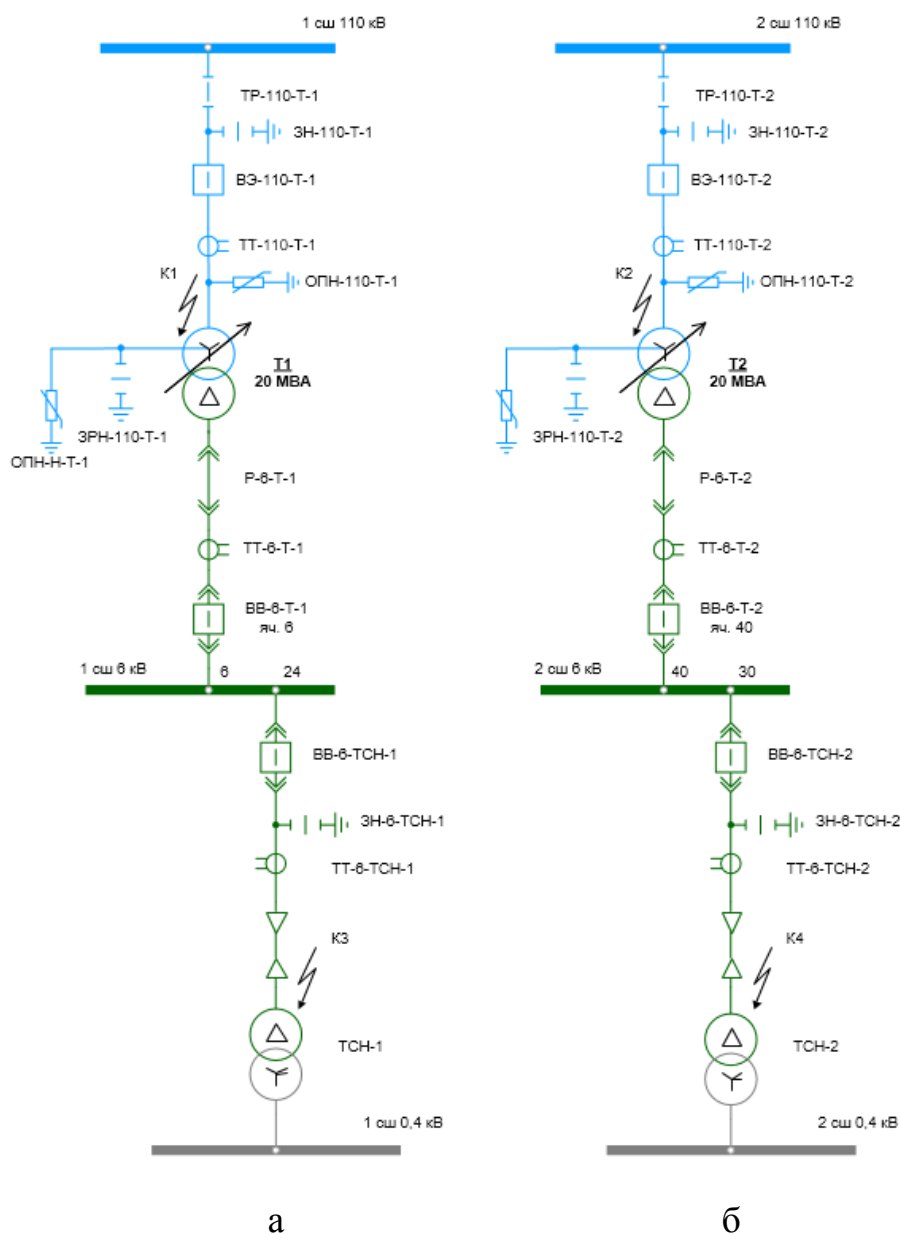 1 сш 110 кВ
2 сш 110 кВ
ТР-110-Т-1
ТР-110-Т-2
ЗН-110-Т-1
ЗН-110-Т-2
ВЭ-110-Т-1
ВЭ-110-Т-2
ТТ-110-Т-1
ТТ-110-Т-2
К1
К2
ОПН-110-Т-1
ОПН-110-Т-2
Т1
20 МВА
Т2
20 МВА
ЗРН-110-Т-1
ЗРН-110-Т-2
ОПН-Н-Т-1
Р-6-Т-1
Р-6-Т-2
ТТ-6-Т-1
ТТ-6-Т-2
ВВ-6-Т-1
яч. 6
ВВ-6-Т-2
яч. 40
1 сш 6 кВ
6
24
2 сш 6 кВ
40
30
ВВ-6-ТСН-1
ВВ-6-ТСН-2
ЗН-6-ТСН-1
ЗН-6-ТСН-2
ТТ-6-ТСН-1
ТТ-6-ТСН-2
К3
К4
ТСН-1
ТСН-2
1 сш 0,4 кВ
2 сш 0,4 кВ
а
б